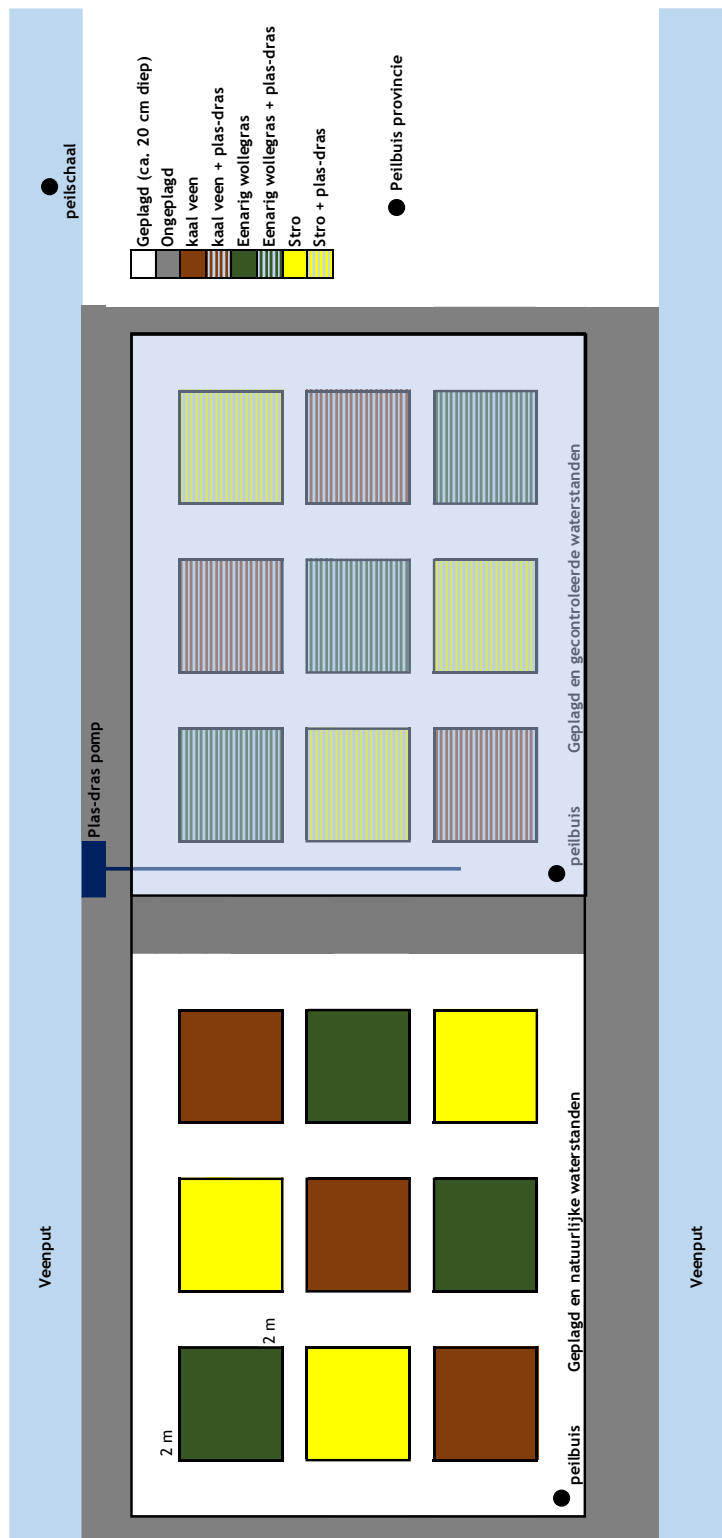 Veenput
peilschaal
Plas-dras pomp
Geplagd (ca. 20 cm diep)
Ongeplagd
kaal veen
kaal veen + plas-dras
Eenarig wollegras
Eenarig wollegras + plas-dras
Stro
Stro + plas-dras
Peilbuis provincie
2 m
2 m
peilbuis
Geplagd en natuurlijke waterstanden
peilbuis
Geplagd en gecontroleerde waterstanden
Veenput